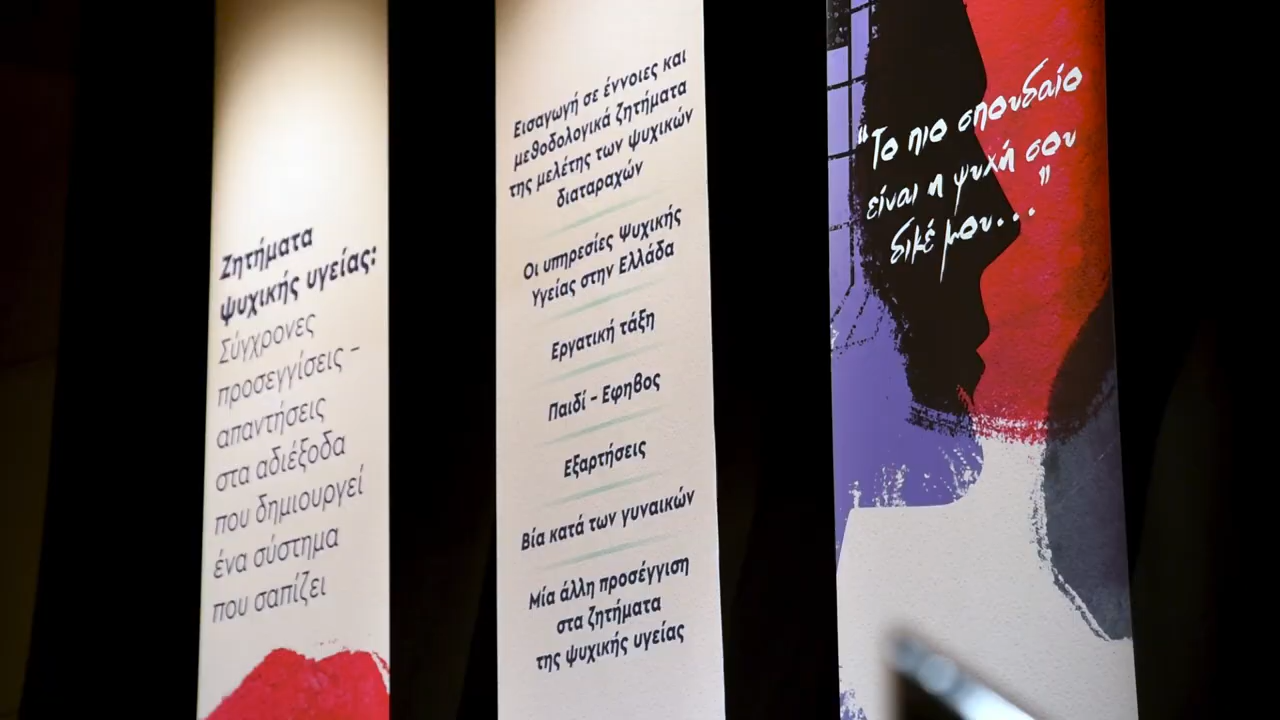 Ζητήματα
ψυχικής υγείας:
Σύγχρονες
προσεγγίσεις –
απαντήσεις
στα αδιέξοδα
που δημιουργεί
ένα σύστημα
που σαπίζει
Εισαγωγή σε έννοιες και
μεθοδολογικά ζητήματα
της μελέτης των ψυχικών
διαταραχών
Οι υπηρεσίες Ψυχικής
Υγείας στην Ελλάδα
Εργατική τάξη
Παιδί – Εφηβος
Εξαρτήσεις
Βία κατά των γυναικών
Μία άλλη προσέγγιση
στα ζητήματα
της ψυχικής υγείας
"Το πιο σπουδαίο
είναι η ψυχή σου
δικέ μου..."